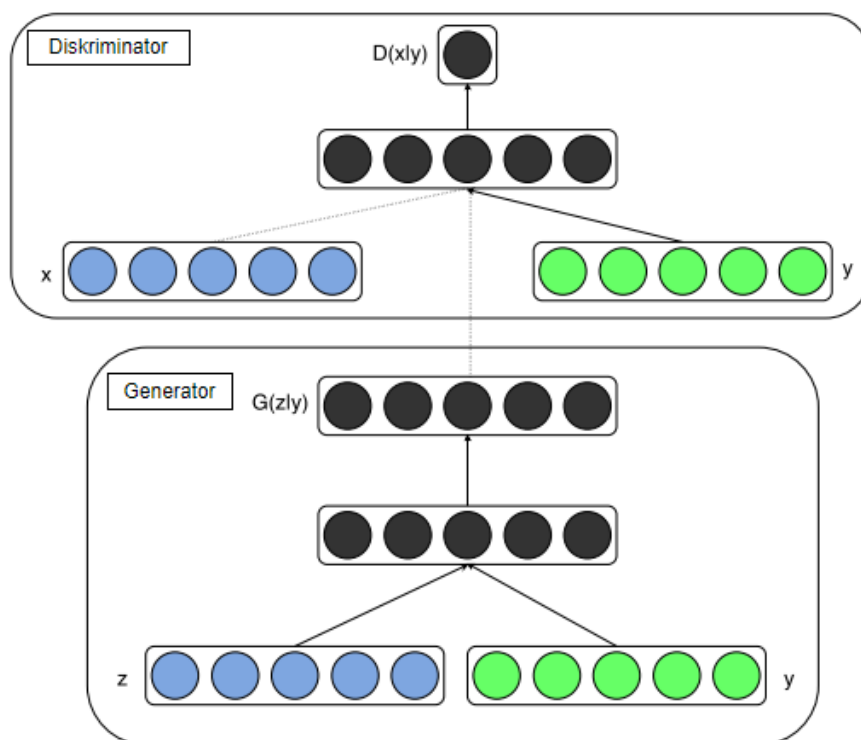 Diskriminator
D(x|y)
x
y
Generator
G(z|y)
z
y